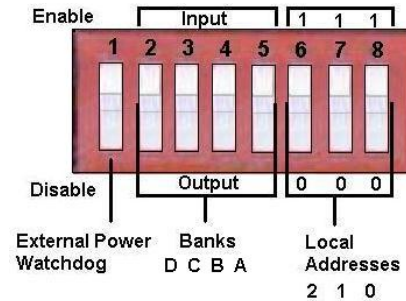 Enable Input 1 1 1
1 2 3 4 5 6 7 8
Disable Output 0 0 0
External Power
Watchdog
Banks
D C B A
Local
Addresses
2 1 0